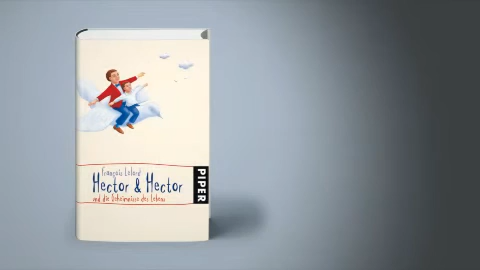 François Lelord
Hector & Hector
und die Geheimnisse des Lebens
PIPER